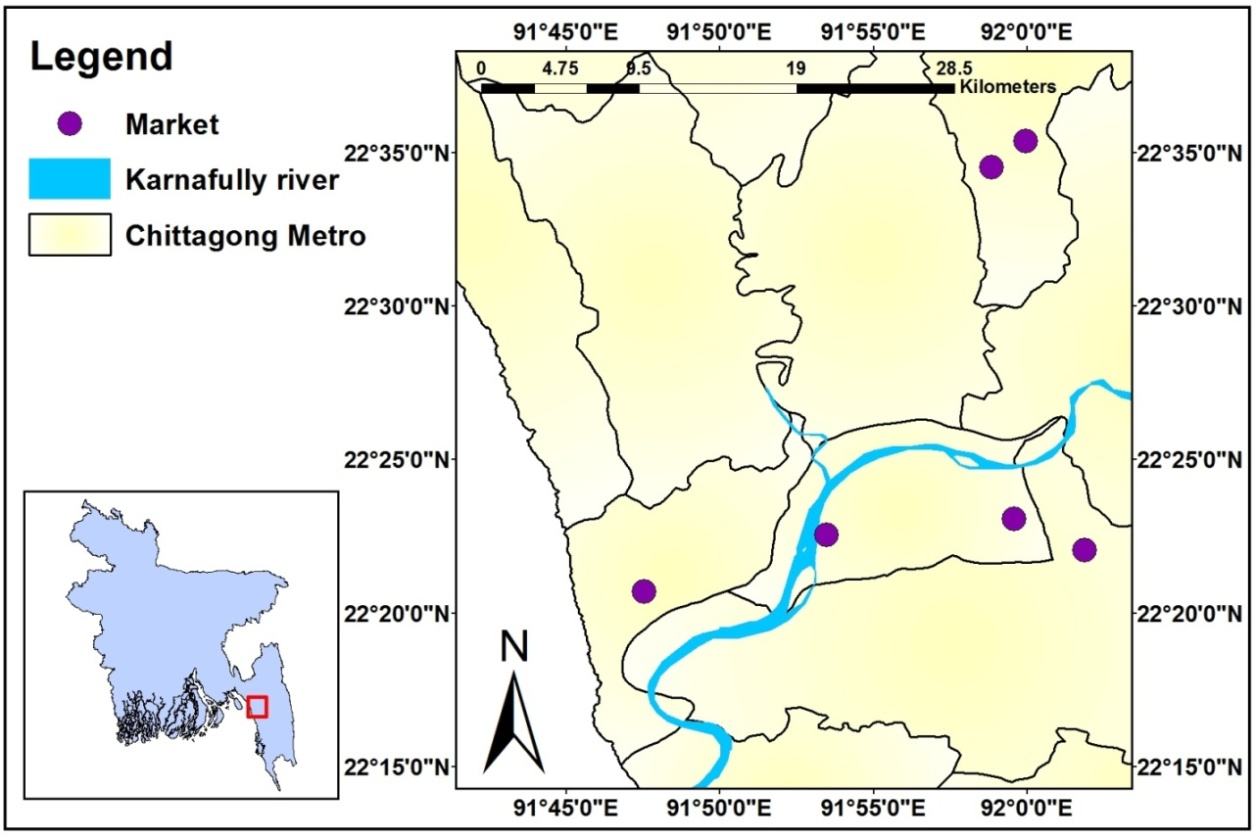 Legend
Market
Karnafully river
Chittagong Metro
91°45'0"E 91°50'0"E 91°55'0"E 92°0'0"E
0 4.75 9.5 19 28.5
Kilometers
22°35'0"N 22°35'0"N
22°30'0"N 22°30'0"N
22°25'0"N 22°25'0"N
22°20'0"N 22°20'0"N
N
22°15'0"N 22°15'0"N
91°45'0"E 91°50'0"E 91°55'0"E 92°0'0"E